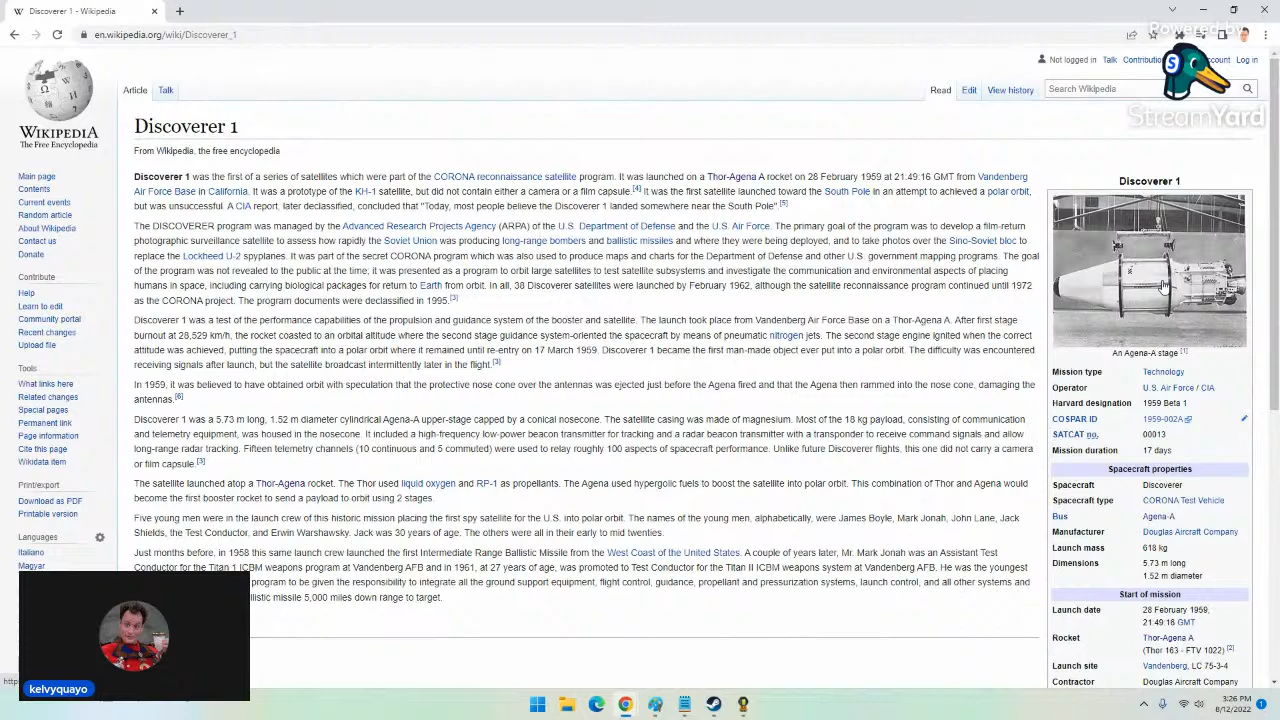 Discoverer 1 - Wikipedia
en.wikipedia.org/wiki/Discoverer_1
Powered by
S
StreamYard
WIKIPEDIA
The Free Encyclopedia
Not logged in Talk Contributio ccount Log in
Article Talk
Read Edit View history
Search Wikipedia
Main page
Contents
Current events
Random article
About Wikipedia
Contact us
Donate
Contribute
Help
Learn to edit
Community portal
Recent changes
Upload file
Tools
What links here
Related changes
Special pages
Permanent link
Page information
Cite this page
Wikidata item
Print/export
Download as PDF
Printable version
Languages
Italiano
Magyar
Discoverer 1
From Wikipedia, the free encyclopedia
Discoverer 1 was the first of a series of satellites which were part of the CORONA reconnaissance satellite program. It was launched on a Thor-Agena A rocket on 28 February 1959 at 21:49:16 GMT from Vandenberg
Air Force Base in California. It was a prototype of the KH-1 satellite, but did not contain either a camera or a film capsule.[4] It was the first satellite launched toward the South Pole in an attempt to achieved a polar orbit,
but was unsuccessful. A CIA report, later declassified, concluded that "Today, most people believe the Discoverer 1 landed somewhere near the South Pole" [5]
The DISCOVERER program was managed by the Advanced Research Projects Agency (ARPA) of the U.S. Department of Defense and the U.S. Air Force. The primary goal of the program was to develop a film-return
photographic surveillance satellite to assess how rapidly the Soviet Union was producing long-range bombers and ballistic missiles and where they were being deployed, and to take photos over the Sino-Soviet bloc to
replace the Lockheed U-2 spyplanes. It was part of the secret CORONA program which was also used to produce maps and charts for the Department of Defense and other U.S. government mapping programs. The goal
of the program was not revealed to the public at the time; it was presented as a program to orbit large satellites to test satellite subsystems and investigate the communication and environmental aspects of placing
humans in space, including carrying biological packages for return to Earth from orbit. In all, 38 Discoverer satellites were launched by February 1962, although the satellite reconnaissance program continued until 1972
as the CORONA project. The program documents were declassified in 1995.[3]
Discoverer 1 was a test of the performance capabilities of the propulsion and guidance system of the booster and satellite. The launch took place from Vandenberg Air Force Base on a Thor-Agena A. After first stage
burnout at 28,529 km/h, the rocket coasted to an orbital altitude where the second stage guidance system-oriented the spacecraft by means of pneumatic nitrogen jets. The second stage engine ignited when the correct
attitude was achieved, putting the spacecraft into a polar orbit where it remained until re-entry on 17 March 1959. Discoverer 1 became the first man-made object ever put into a polar orbit. The difficulty was encountered
receiving signals after launch, but the satellite broadcast intermittently later in the flight.[3]
In 1959, it was believed to have obtained orbit with speculation that the protective nose cone over the antennas was ejected just before the Agena fired and that the Agena then rammed into the nose cone, damaging the
antennas.[6]
Discoverer 1 was a 5.73 m long, 1.52 m diameter cylindrical Agena-A upper-stage capped by a conical nosecone. The satellite casing was made of magnesium. Most of the 18 kg payload, consisting of communication
and telemetry equipment, was housed in the nosecone. It included a high-frequency low-power beacon transmitter for tracking and a radar beacon transmitter with a transponder to receive command signals and allow
long-range radar tracking. Fifteen telemetry channels (10 continuous and 5 commuted) were used to relay roughly 100 aspects of spacecraft performance. Unlike future Discoverer flights, this one did not carry a camera
or film capsule.[3]
The satellite launched atop a Thor-Agena rocket. The Thor used liquid oxygen and RP-1 as propellants. The Agena used hypergolic fuels to boost the satellite into polar orbit. This combination of Thor and Agena would
become the first booster rocket to send a payload to orbit using 2 stages.
Five young men were in the launch crew of this historic mission placing the first spy satellite for the U.S. into polar orbit. The names of the young men, alphabetically, were James Boyle, Mark Jonah, John Lane, Jack
Shields, the Test Conductor, and Erwin Warshawsky. Jack was 30 years of age. The others were all in their early to mid twenties.
Just months before, in 1958 this same launch crew launched the first Intermediate Range Ballistic Missile from the West Coast of the United States. A couple of years later, Mr. Mark Jonah was an Assistant Test
Conductor for the Titan 1 ICBM weapons program at Vandenberg AFB and in 1961, at 27 years of age, was promoted to Test Conductor for the Titan II ICBM weapons system at Vandenberg AFB. He was the youngest
program to be given the responsibility to integrate all the ground support equipment, flight control, guidance, propellant and pressurization systems, launch control, and all other systems and
listic missile 5,000 miles down range to target.
Discoverer 1
An Agena-A stage [1]
Mission type Technology
Operator U.S. Air Force / CIA
Harvard designation 1959 Beta 1
COSPAR ID 1959-002A
SATCAT no. 00013
Mission duration 17 days
Spacecraft properties
Spacecraft Discoverer
Spacecraft type CORONA Test Vehicle
Bus Agena-A
Manufacturer Douglas Aircraft Company
Launch mass 618 kg
Dimensions 5.73 m long
1.52 m diameter
Start of mission
Launch date 28 February 1959,
21:49:16 GMT
Rocket Thor-Agena A
(Thor 163 - FTV 1022) [2]
Launch site Vandenberg, LC 75-3-4
Contractor Douglas Aircraft Company
kelvyquayo
3:26 PM
8/12/2022
1